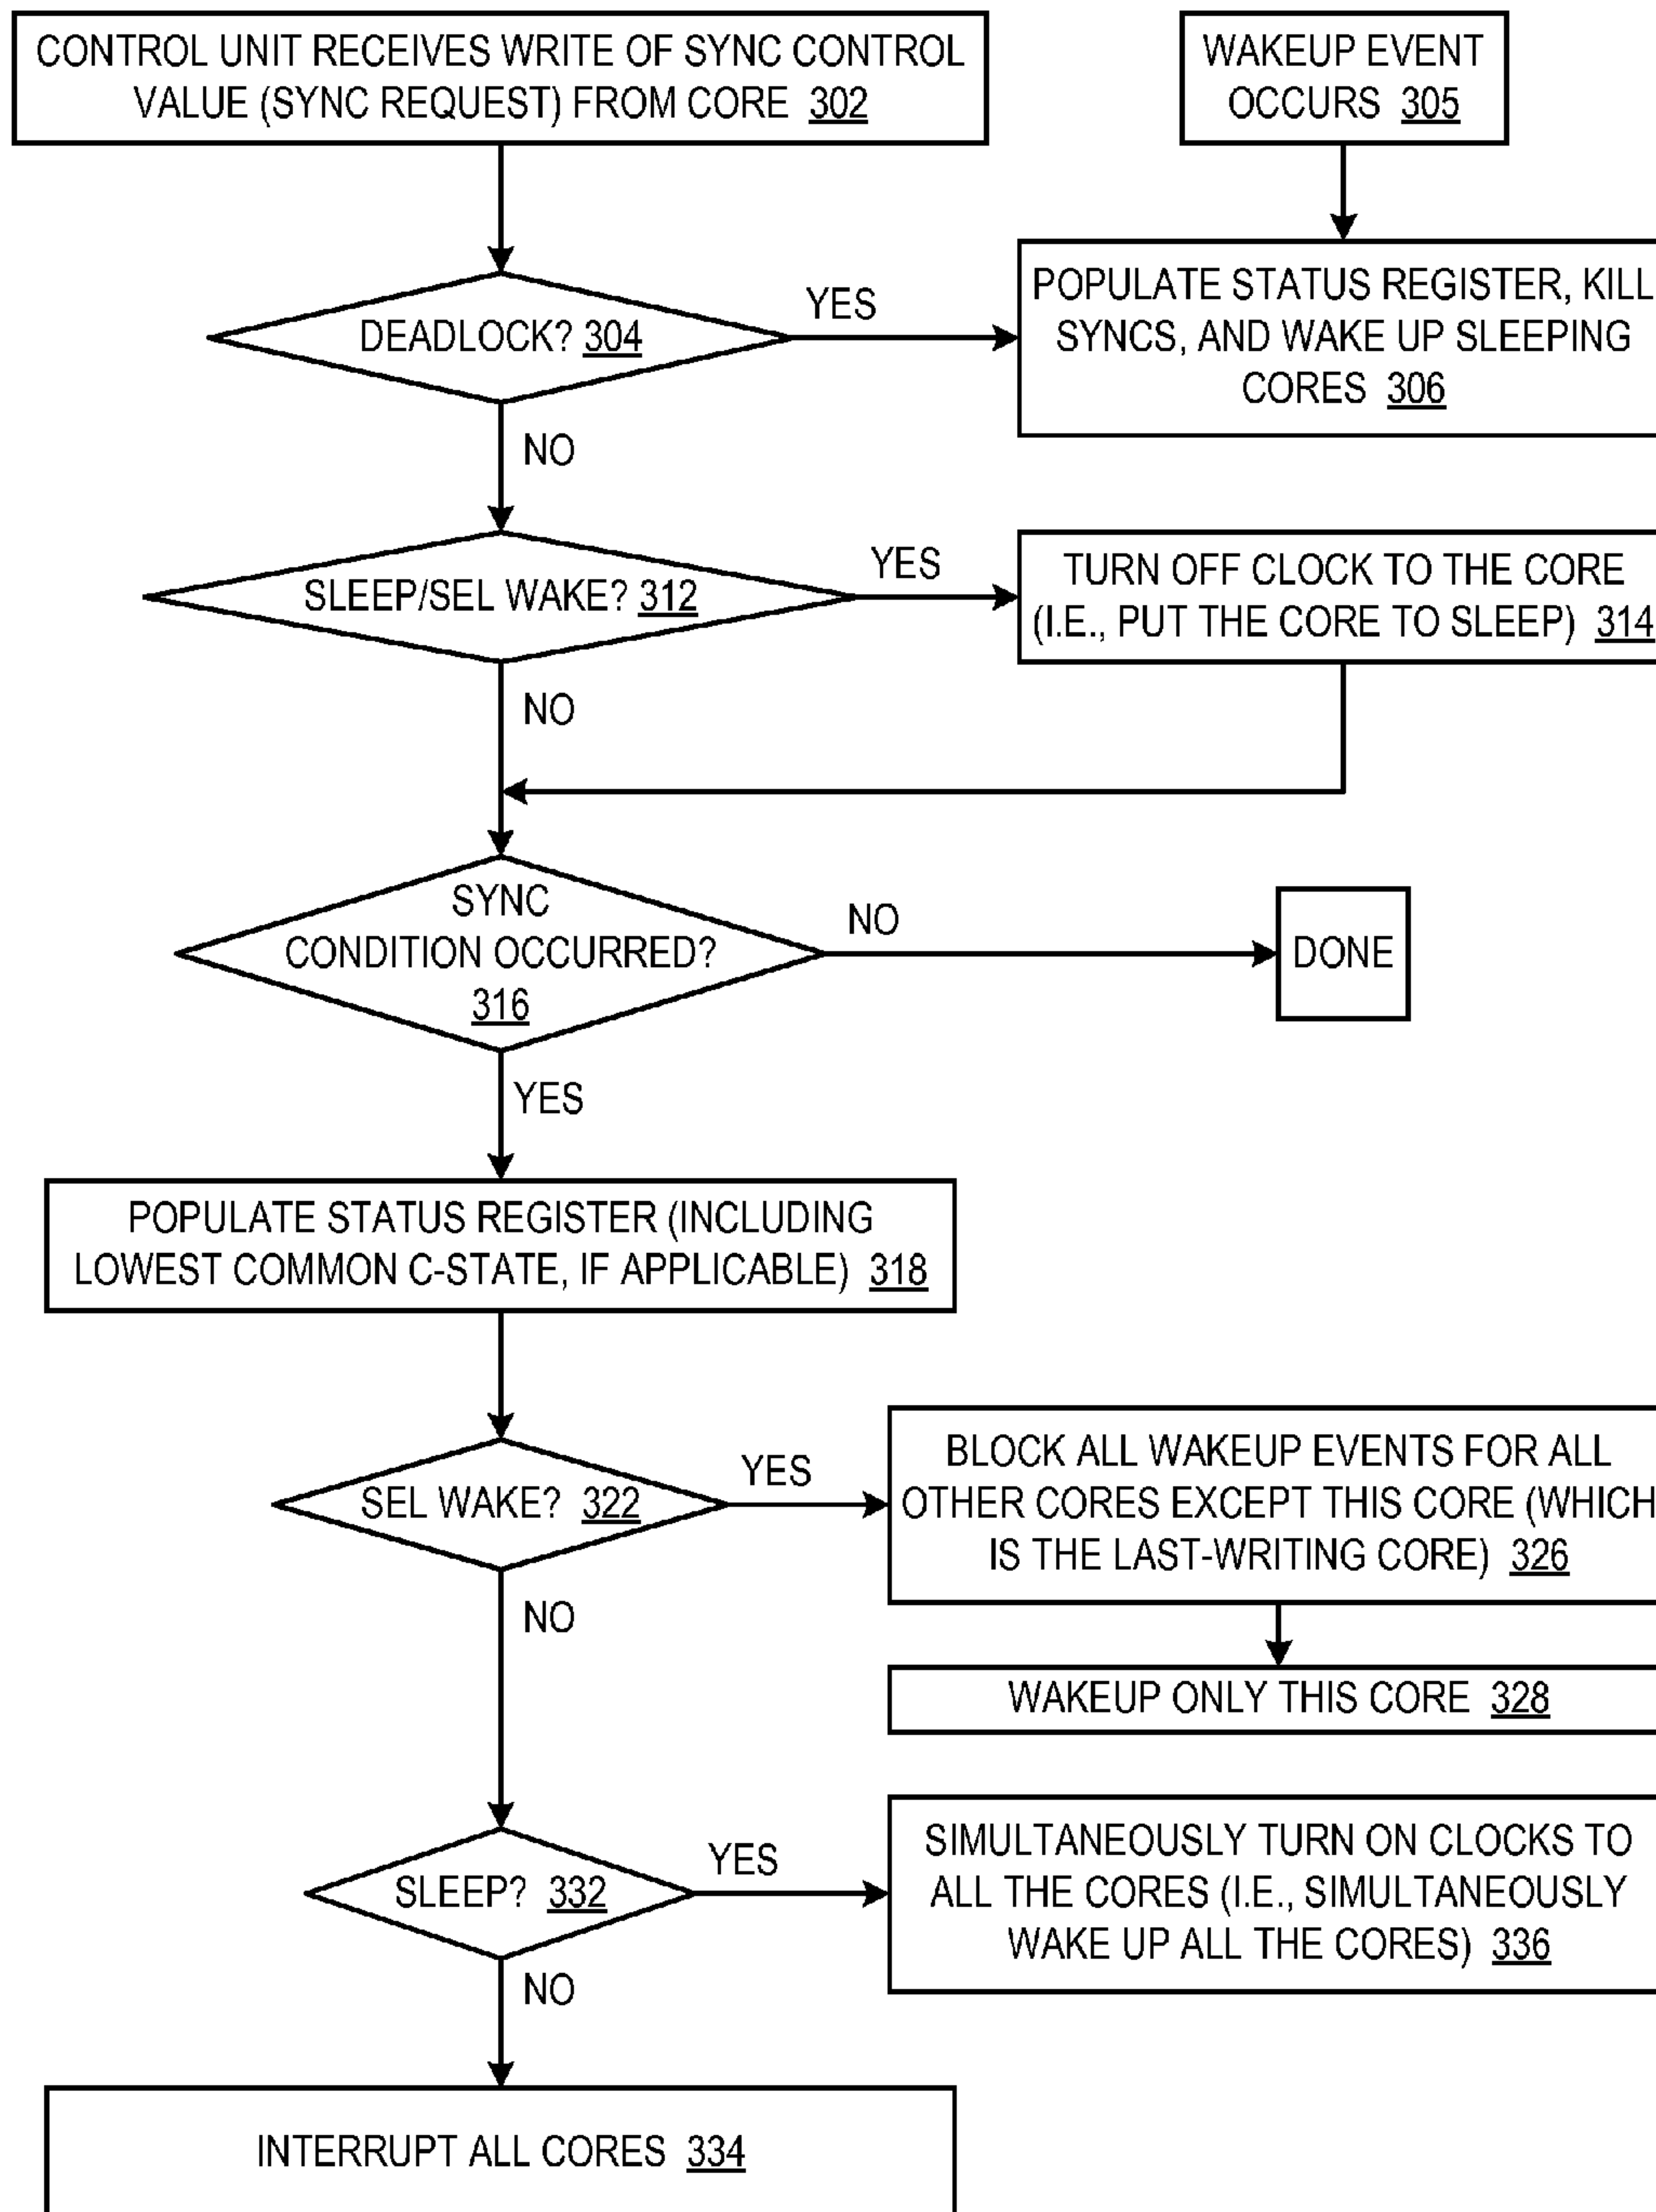 CONTROL UNIT RECEIVES WRITE OF SYNC CONTROL
VALUE (SYNC REQUEST) FROM CORE 302
WAKEUP EVENT
OCCURS 305
DEADLOCK? 304
YES
POPULATE STATUS REGISTER, KILL
SYNCS, AND WAKE UP SLEEPING
CORES 306
NO
SLEEP/SEL WAKE? 312
YES
TURN OFF CLOCK TO THE CORE
(I.E., PUT THE CORE TO SLEEP) 314
NO
SYNC
CONDITION OCCURRED?
316
NO
DONE
YES
POPULATE STATUS REGISTER (INCLUDING
LOWEST COMMON C-STATE, IF APPLICABLE) 318
SEL WAKE? 322
YES
BLOCK ALL WAKEUP EVENTS FOR ALL
OTHER CORES EXCEPT THIS CORE (WHICH
IS THE LAST-WRITING CORE) 326
NO
WAKEUP ONLY THIS CORE 328
SLEEP? 332
YES
SIMULTANEOUSLY TURN ON CLOCKS TO
ALL THE CORES (I.E., SIMULTANEOUSLY
WAKE UP ALL THE CORES) 336
NO
INTERRUPT ALL CORES 334